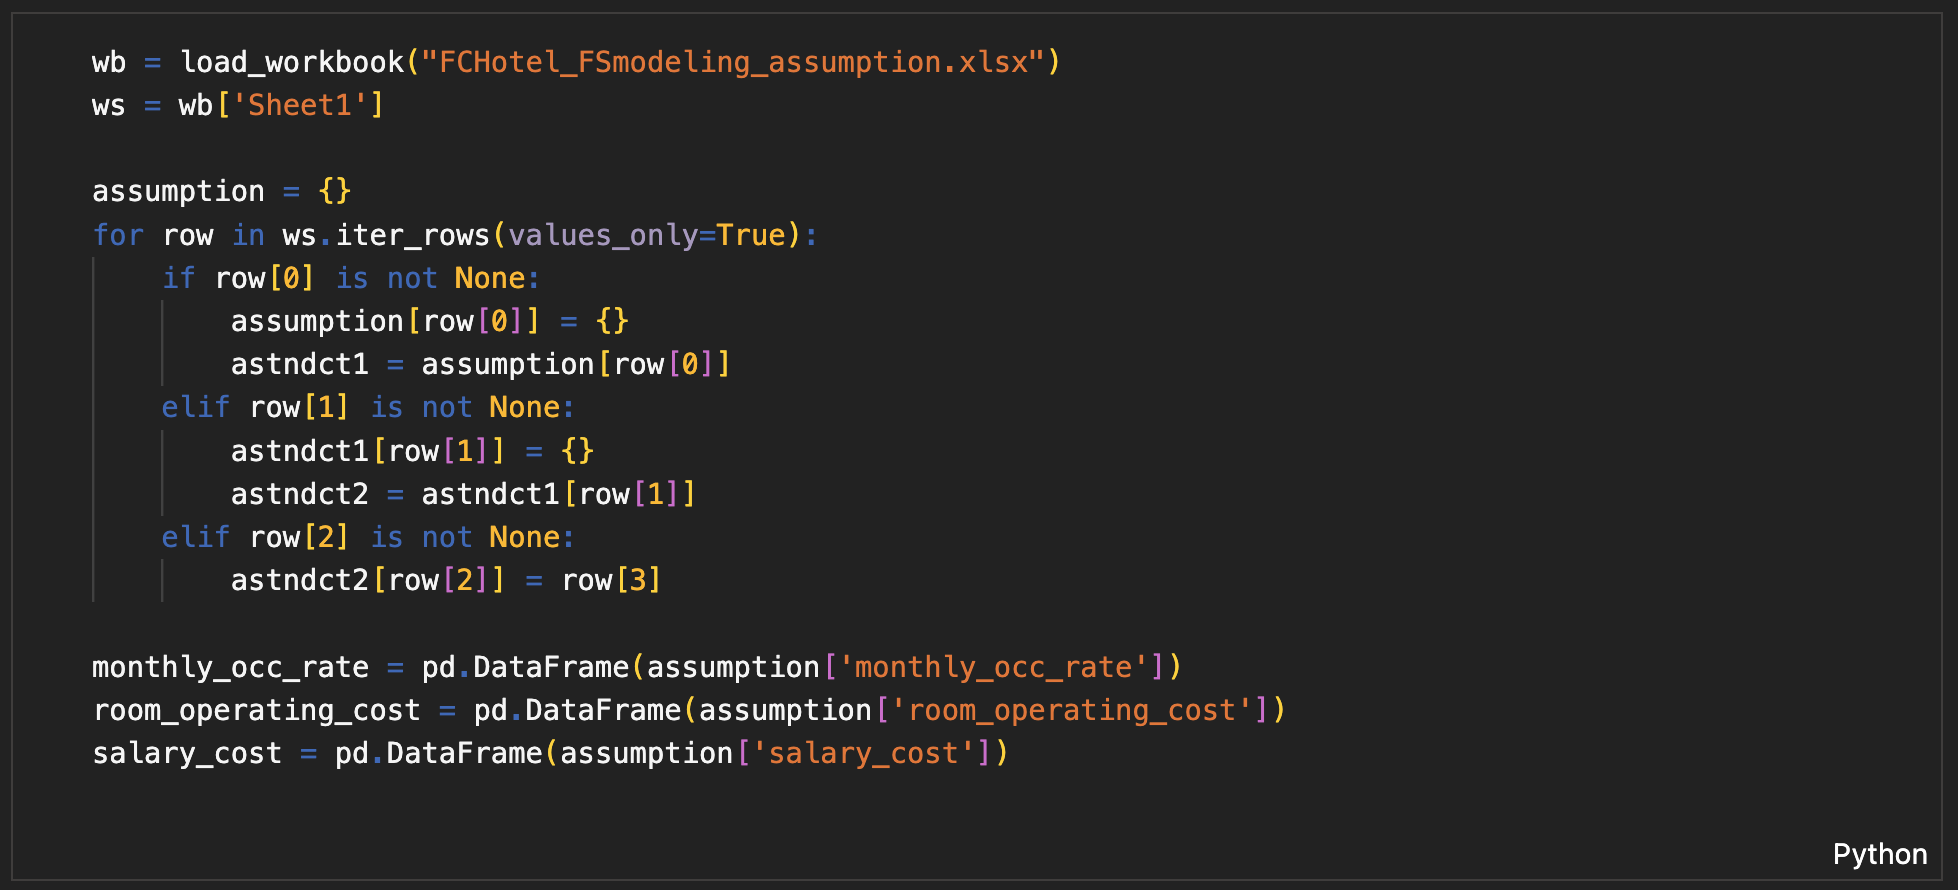 wb = load_workbook("FCHotel_FSmodeling_assumption.xlsx")
ws = wb['Sheet1']

assumption = {}
for row in ws.iter_rows(values_only=True):
    if row[0] is not None:
        assumption[row[0]] = {}
        astndct1 = assumption[row[0]]
    elif row[1] is not None:
        astndct1[row[1]] = {}
        astndct2 = astndct1[row[1]]
    elif row[2] is not None:
        astndct2[row[2]] = row[3]

monthly_occ_rate = pd.DataFrame(assumption['monthly_occ_rate'])
room_operating_cost = pd.DataFrame(assumption['room_operating_cost'])
salary_cost = pd.DataFrame(assumption['salary_cost'])
Python